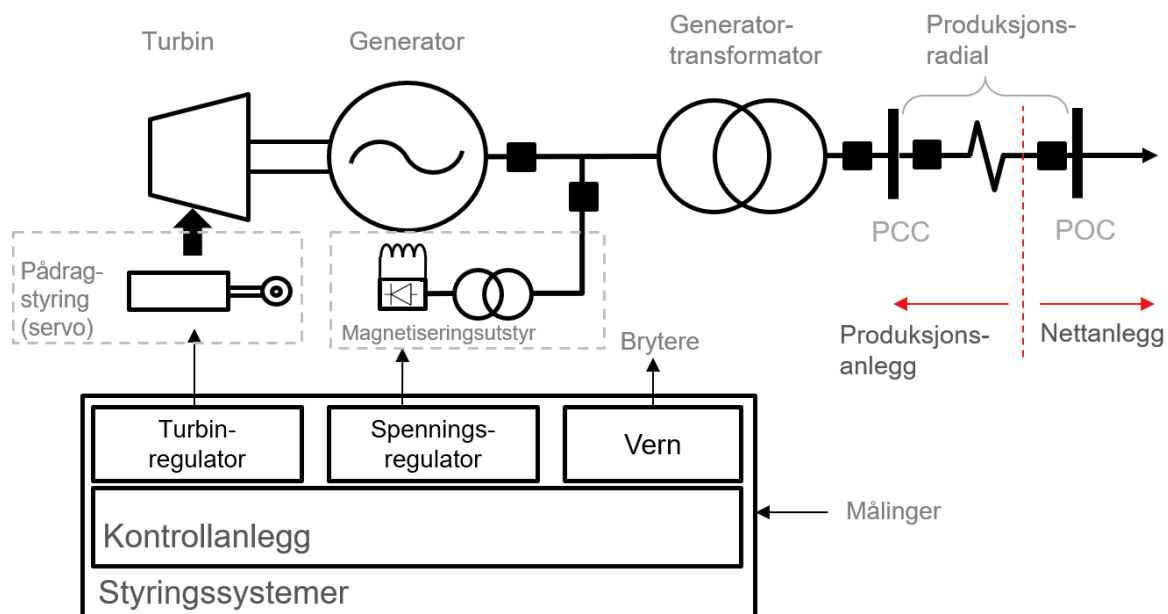 Turbin
Generator
Generator-
transformator
Produksjons-
radial
PCC
POC
Pådrag-
styring
(servo)
Magnetiseringsutstyr
Brytere
Produksjons-
anlegg
Nettanlegg
Turbin-
regulator
Spennings-
regulator
Vern
Kontrollanlegg
Målinger
Styringssystemer